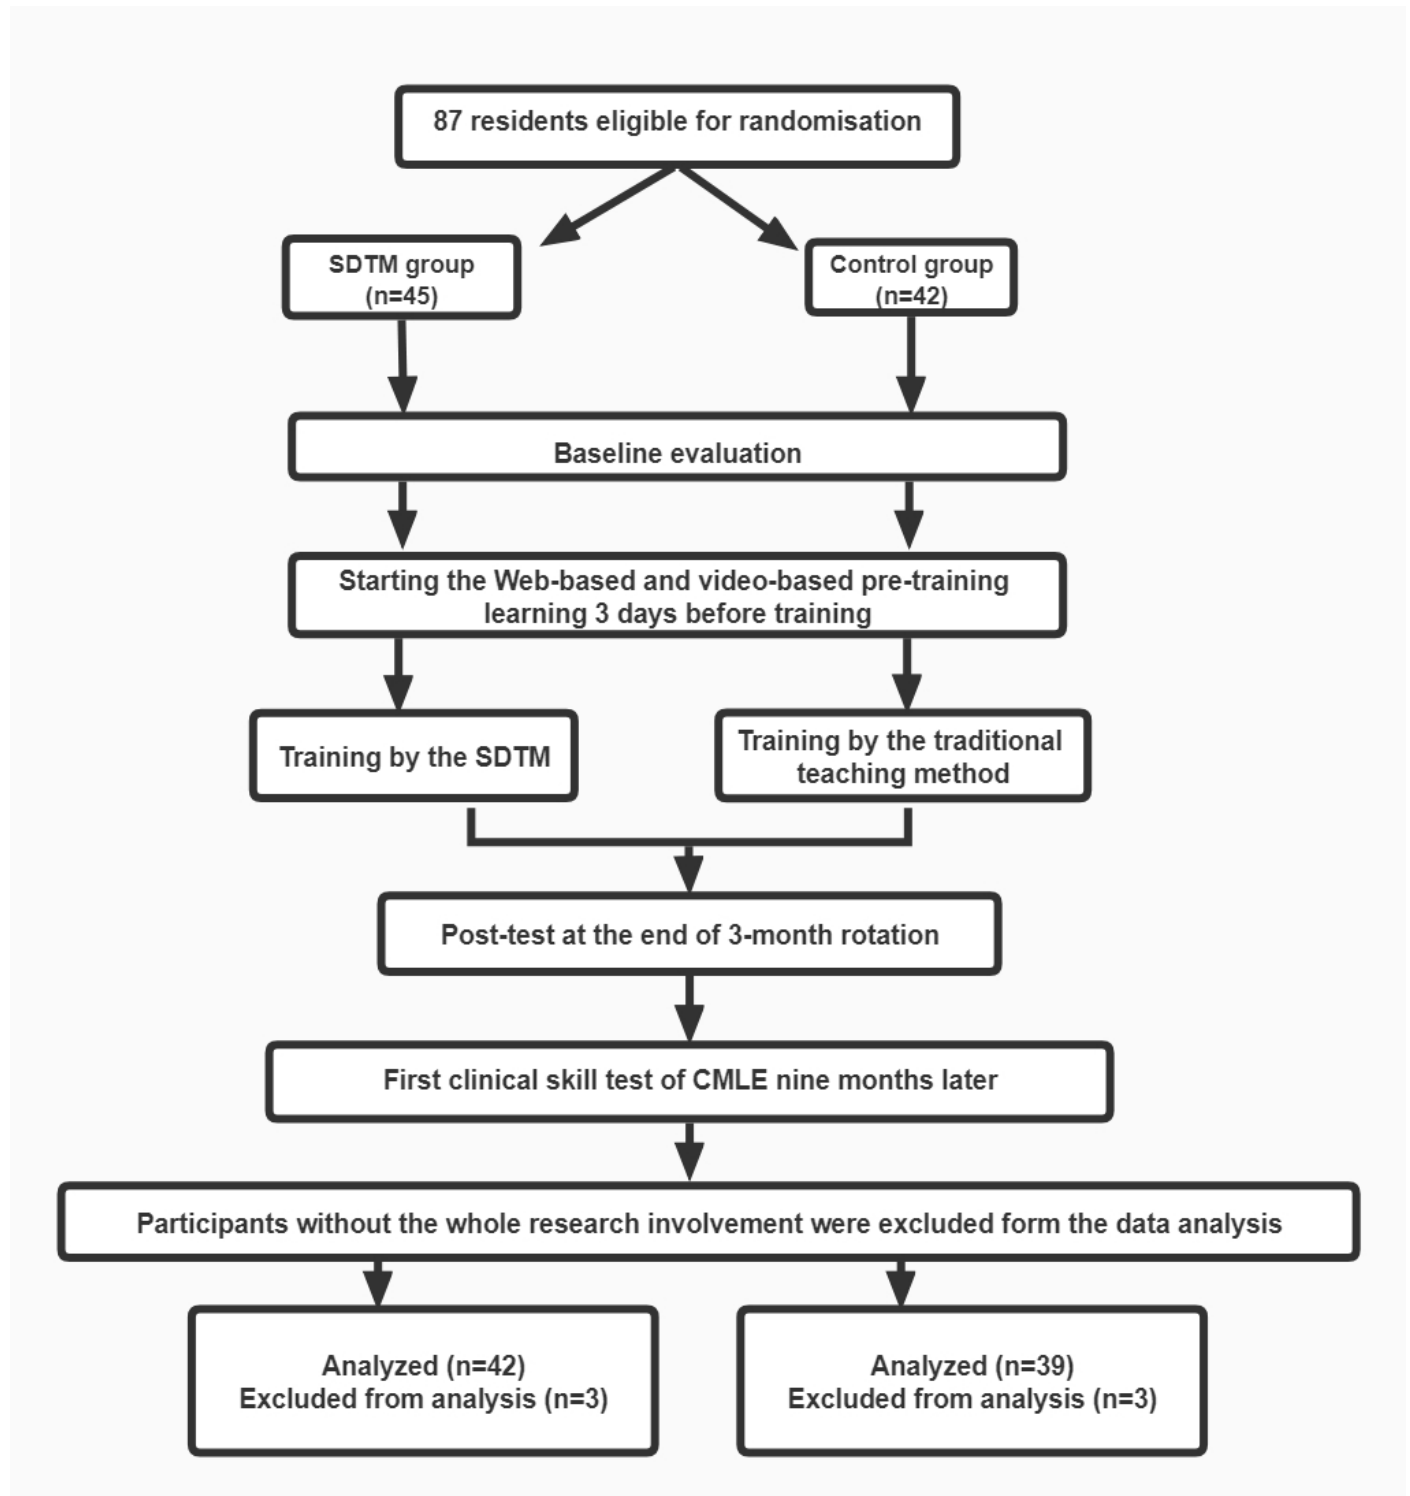 87 residents eligible for randomisation
SDTM group
(n=45)
Control group
(n=42)
Baseline evaluation
Starting the Web-based and video-based pre-training
learning 3 days before training
Training by the SDTM
Training by the traditional
teaching method
Post-test at the end of 3-month rotation
First clinical skill test of CMLE nine months later
Participants without the whole research involvement were excluded form the data analysis
Analyzed (n=42)
Excluded from analysis (n=3)
Analyzed (n=39)
Excluded from analysis (n=3)